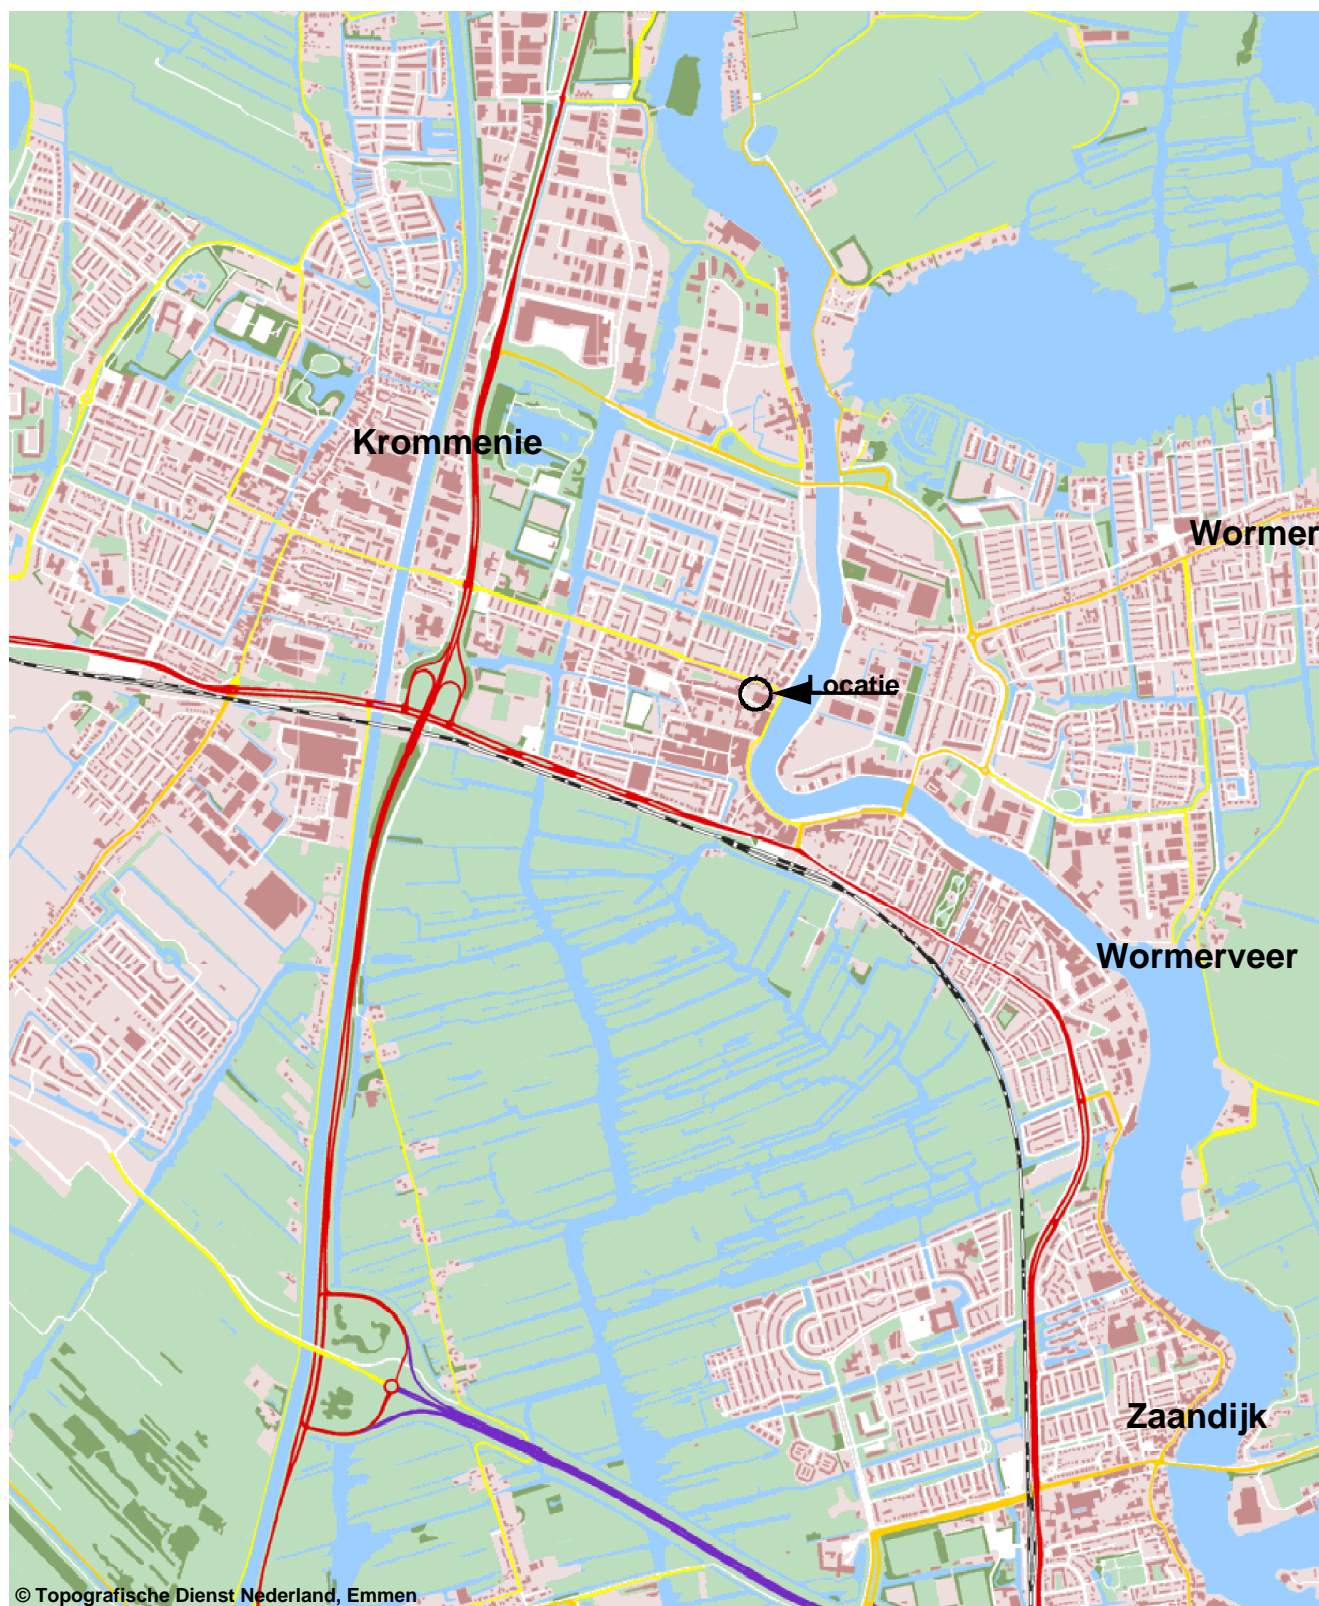 Krommenie
Wormer
Locatie
Wormerveer
Zaandijk
© Topografische Dienst Nederland, Emmen